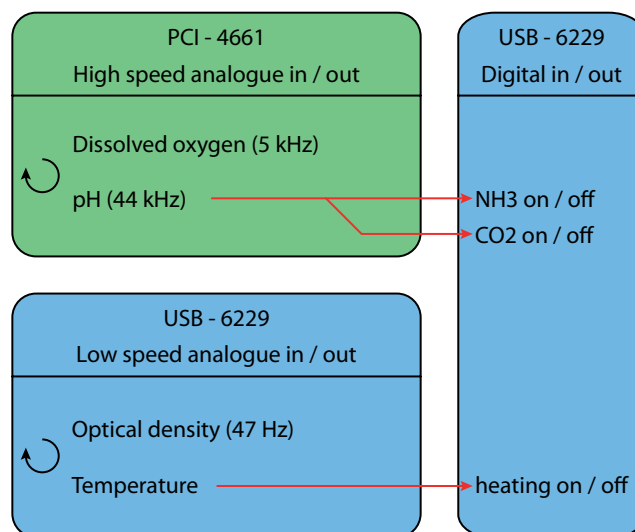 PCI - 4661
High speed analogue in / out
Dissolved oxygen (5 kHz)
pH (44 kHz)
USB - 6229
Digital in / out
NH3 on / off
CO2 on / off
heating on / off
USB - 6229
Low speed analogue in / out
Optical density (47 Hz)
Temperature